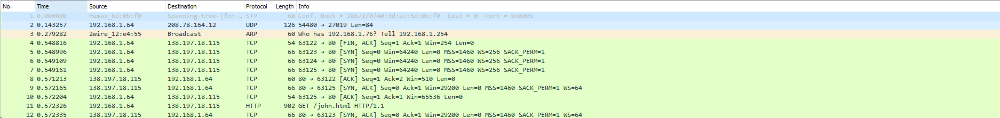 No. Time Source Destination Protocol Length Info
1 0.000000 Humax_6d:0b:f0 Spanning-tree-(for-… STP 60 Conf. Root = 28672/0/40:3d:ec:6d:0b:f0 Cost = 0 Port = 0x8001
2 0.143257 192.168.1.64 208.78.164.12 UDP 126 54480 → 27019 Len=84
3 0.279282 2wire_12:e4:55 Broadcast ARP 60 Who has 192.168.1.76? Tell 192.168.1.254
4 0.548816 192.168.1.64 138.197.18.115 TCP 54 63122 → 80 [FIN, ACK] Seq=1 Ack=1 Win=254 Len=0
5 0.548996 192.168.1.64 138.197.18.115 TCP 66 63123 → 80 [SYN] Seq=0 Win=64240 Len=0 MSS=1460 WS=256 SACK_PERM=1
6 0.549109 192.168.1.64 138.197.18.115 TCP 66 63124 → 80 [SYN] Seq=0 Win=64240 Len=0 MSS=1460 WS=256 SACK_PERM=1
7 0.549161 192.168.1.64 138.197.18.115 TCP 66 63125 → 80 [SYN] Seq=0 Win=64240 Len=0 MSS=1460 WS=256 SACK_PERM=1
8 0.571213 138.197.18.115 192.168.1.64 TCP 60 80 → 63122 [ACK] Seq=1 Ack=2 Win=510 Len=0
9 0.572165 138.197.18.115 192.168.1.64 TCP 66 80 → 63125 [SYN, ACK] Seq=0 Ack=1 Win=29200 Len=0 MSS=1460 SACK_PERM=1 WS=64
10 0.572204 192.168.1.64 138.197.18.115 TCP 54 63125 → 80 [ACK] Seq=1 Ack=1 Win=65536 Len=0
11 0.572326 192.168.1.64 138.197.18.115 HTTP 902 GET /john.html HTTP/1.1
12 0.572335 138.197.18.115 192.168.1.64 TCP 66 80 → 63123 [SYN, ACK] Seq=0 Ack=1 Win=29200 Len=0 MSS=1460 SACK_PERM=1 WS=64